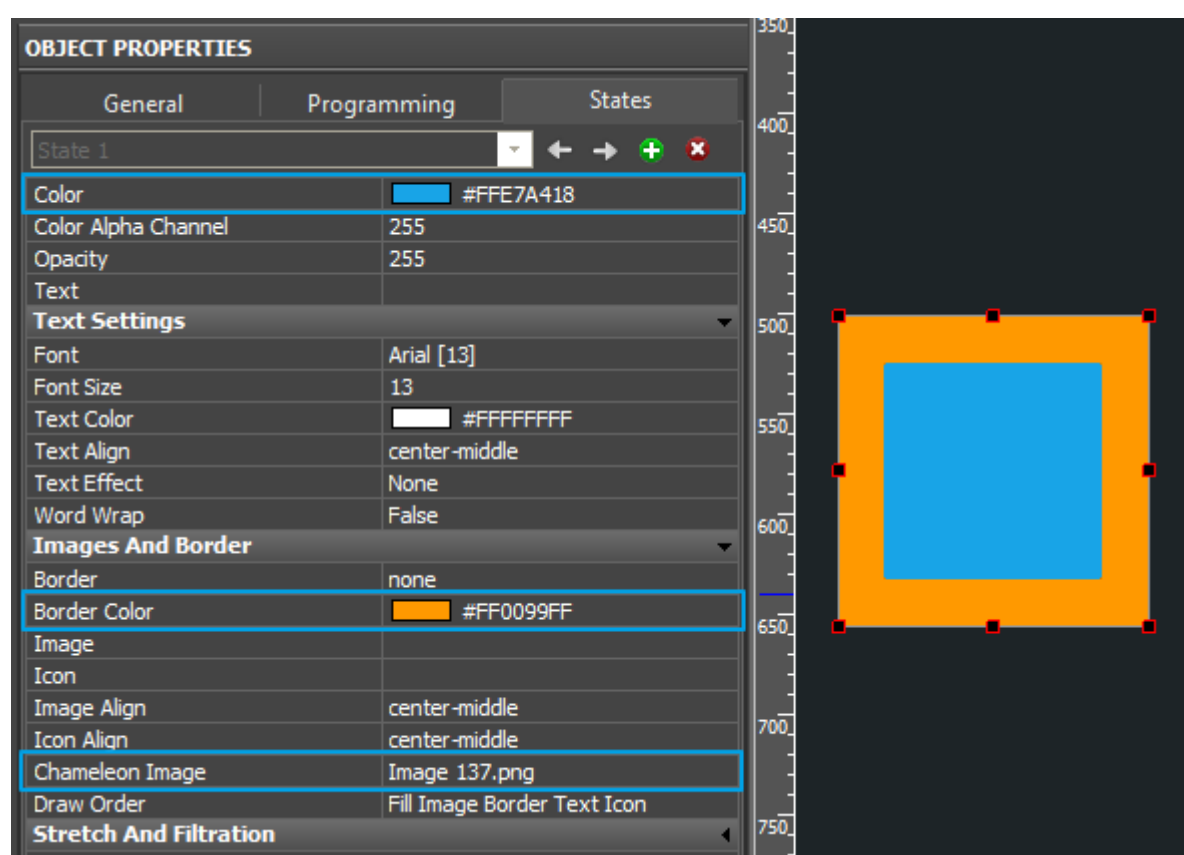 OBJECT PROPERTIES
General Programming States
State 1
Color #FFE7A418
Color Alpha Channel 255
Opacity 255
Text
Text Settings
Font Arial [13]
Font Size 13
Text Color #FFFFFFFF
Text Align center-middle
Text Effect None
Word Wrap False
Images And Border
Border none
Border Color #FF0099FF
Image
Icon
Image Align center-middle
Icon Align center-middle
Chameleon Image Image 137.png
Draw Order Fill Image Border Text Icon
Stretch And Filtration
350
400
450
500
550
600
650
700
750